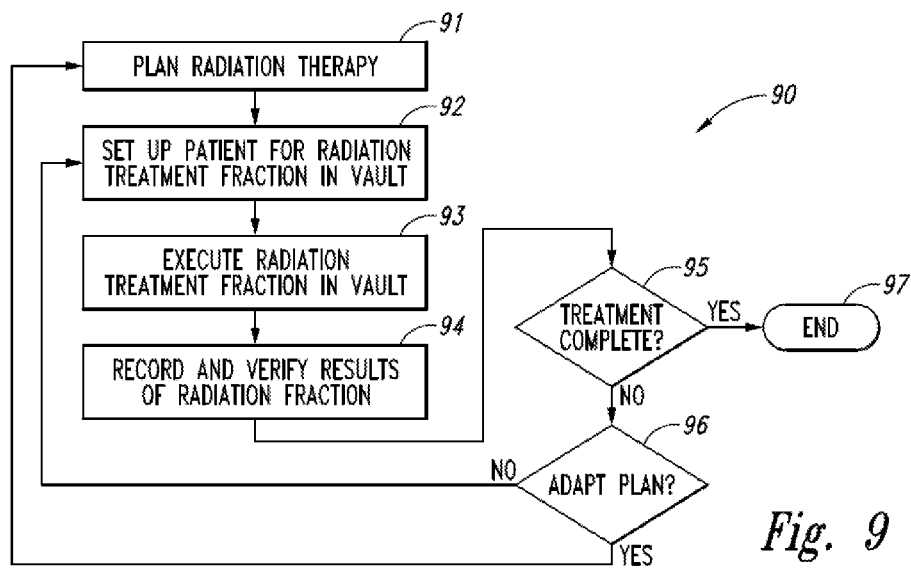 91
PLAN RADIATION THERAPY
90
92
SET UP PATIENT FOR RADIATION
TREATMENT FRACTION IN VAULT
93
EXECUTE RADIATION
TREATMENT FRACTION IN VAULT
94
RECORD AND VERIFY RESULTS
OF RADIATION FRACTION
95
TREATMENT
COMPLETE?
YES
97
END
NO
96
ADAPT PLAN?
NO
YES
Fig. 9